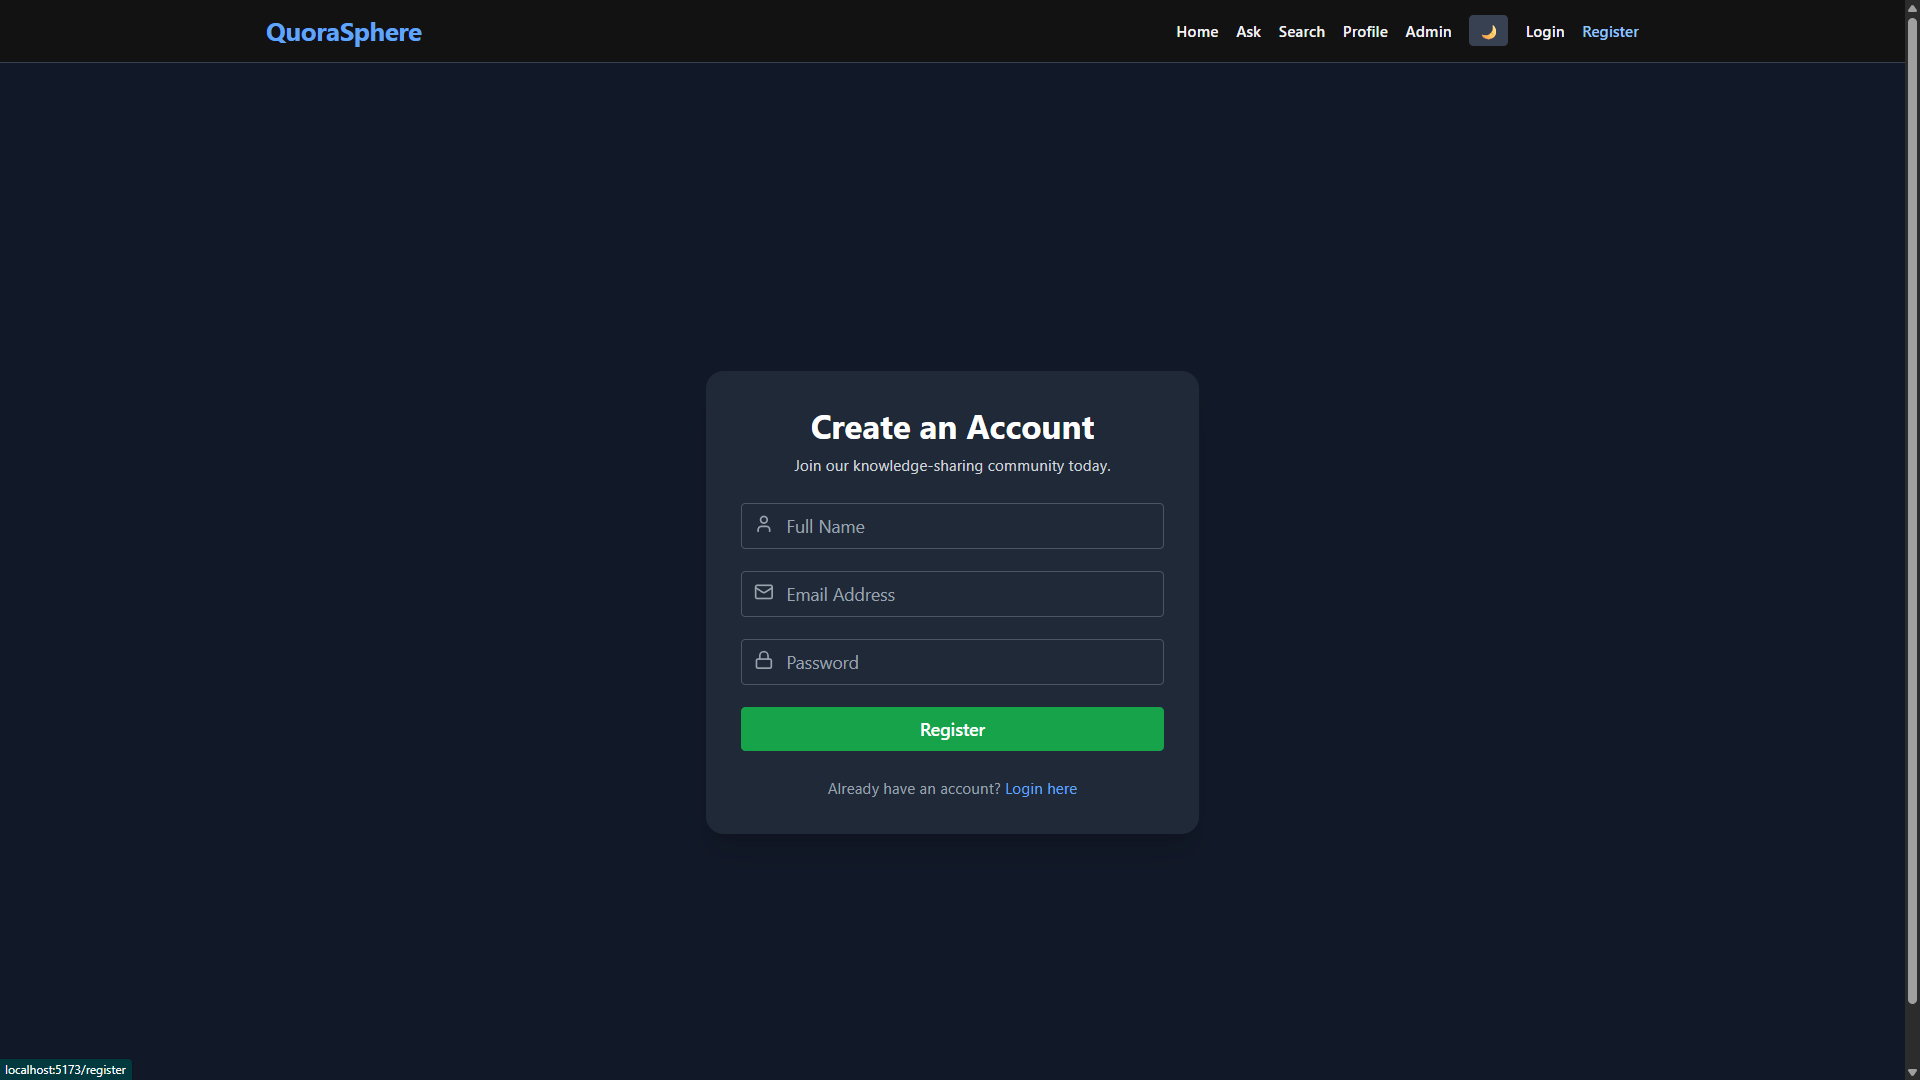 QuoraSphere
Home Ask Search Profile Admin Login Register
Create an Account
Join our knowledge-sharing community today.
Full Name
Email Address
Password
Register
Already have an account? Login here
localhost:5173/register